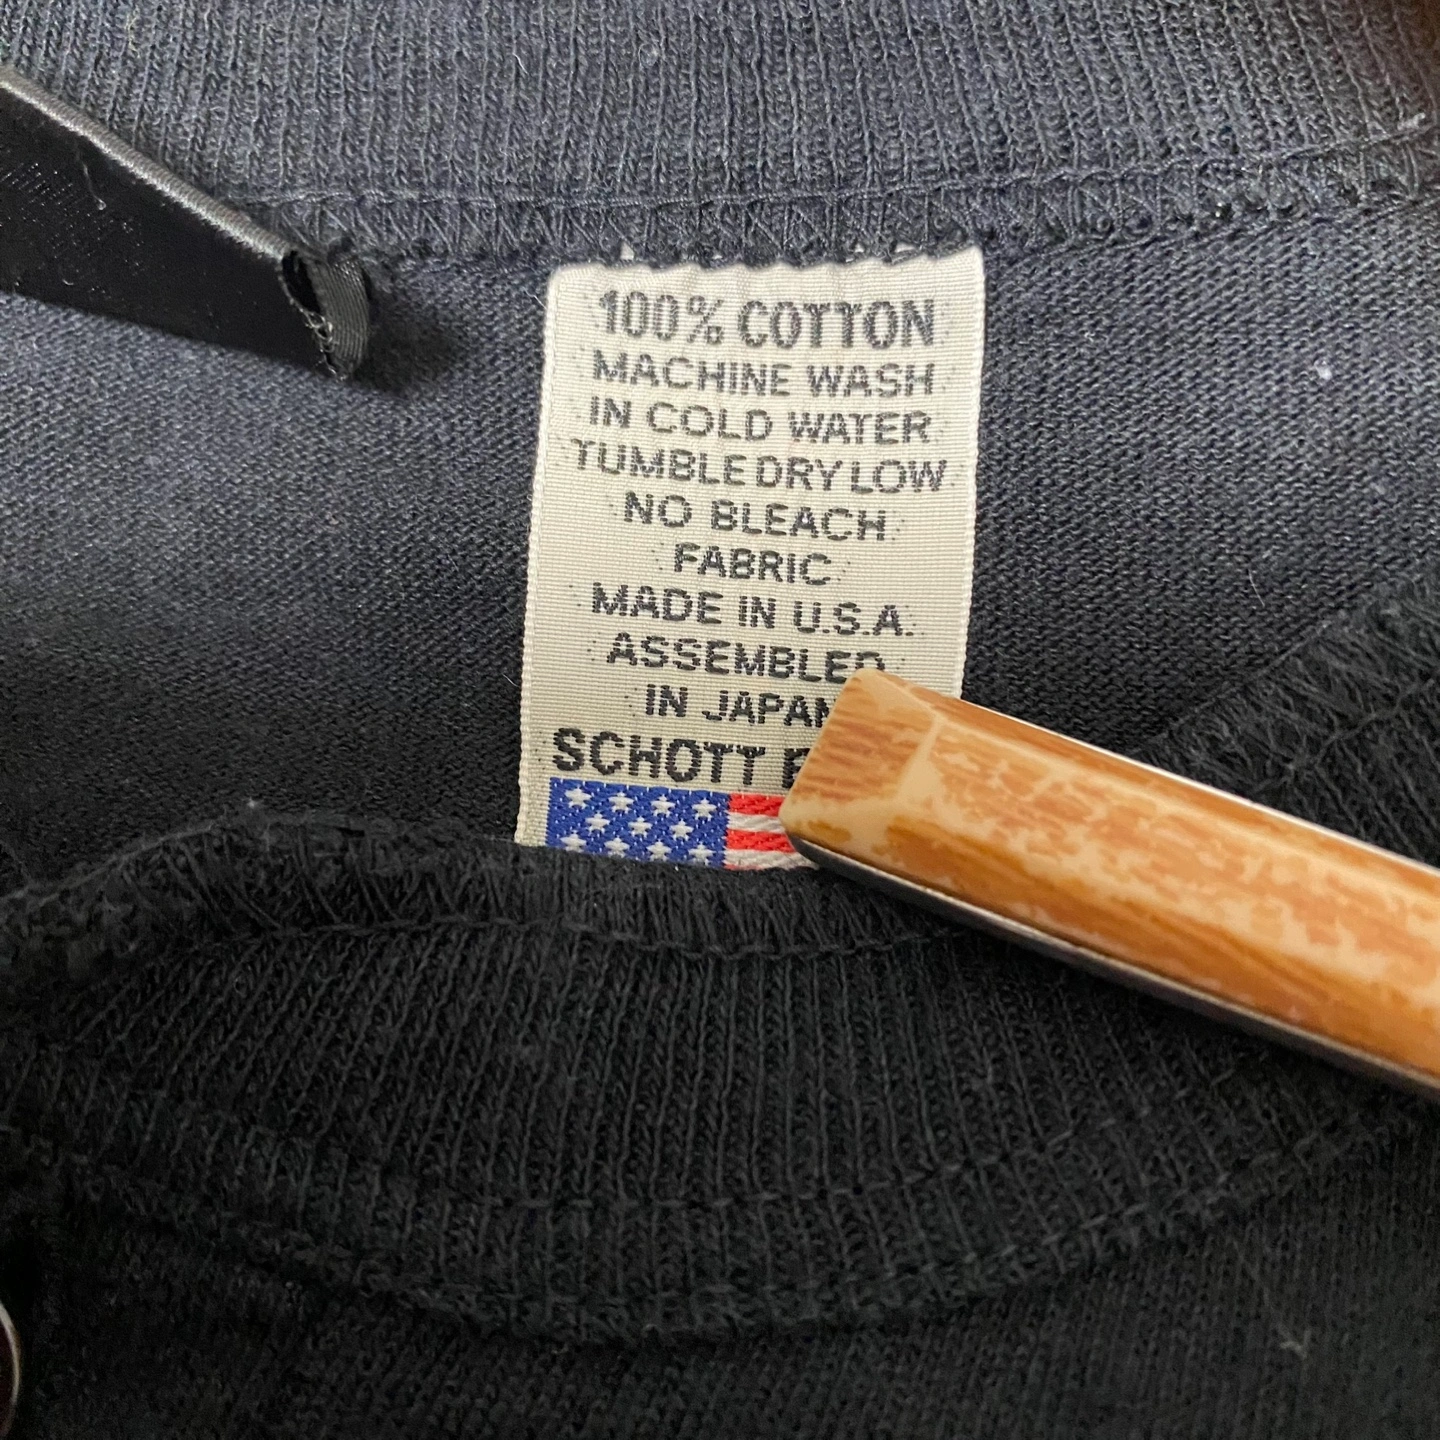 100% COTTON
MACHINE WASH
IN COLD WATER
TUMBLE DRY LOW
NO BLEACH
FABRIC
MADE IN U.S.A.
ASSEMBLED
IN JAPAN
SCHOTT